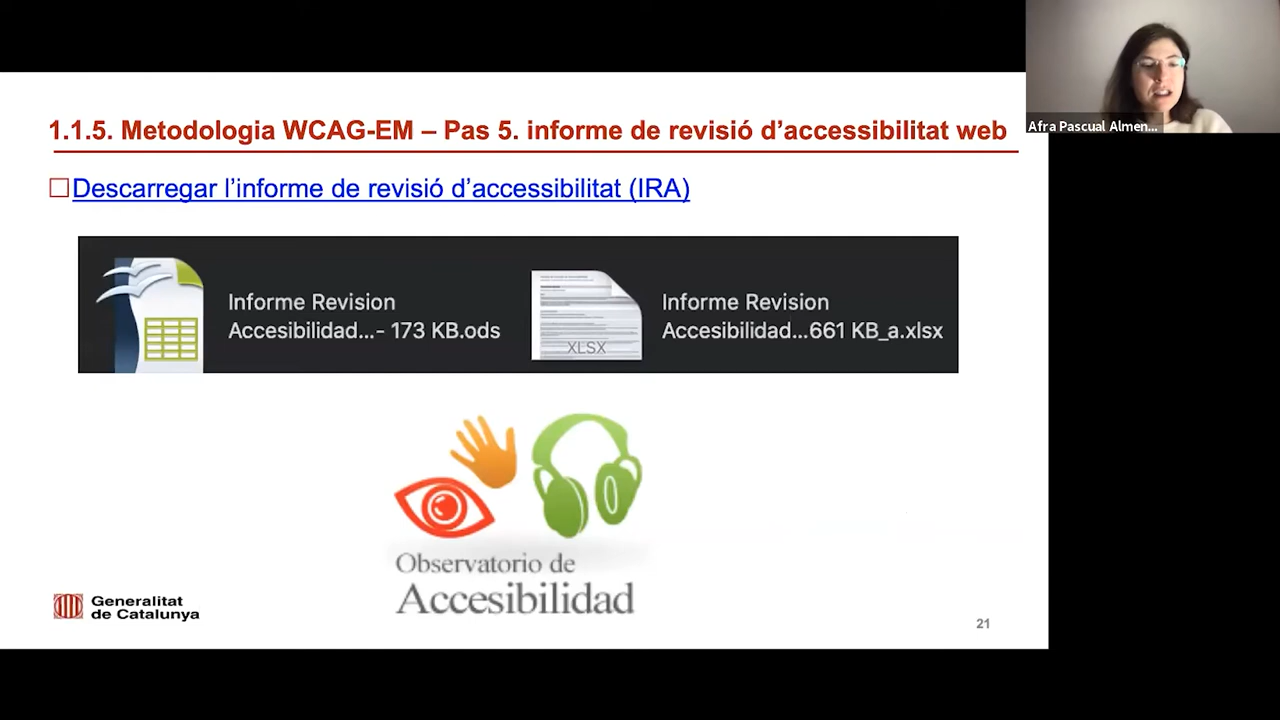 1.1.5. Metodologia WCAG-EM – Pas 5. informe de revisió d’accessibilitat web
Afra Pascual Almen...
Descarregar l’informe de revisió d’accessibilitat (IRA)
Informe Revision
Accesibilidad...- 173 KB.ods
XLSX
Informe Revision
Accesibilidad...661 KB_a.xlsx
Observatorio de
Accesibilidad
Generalitat
de Catalunya
21